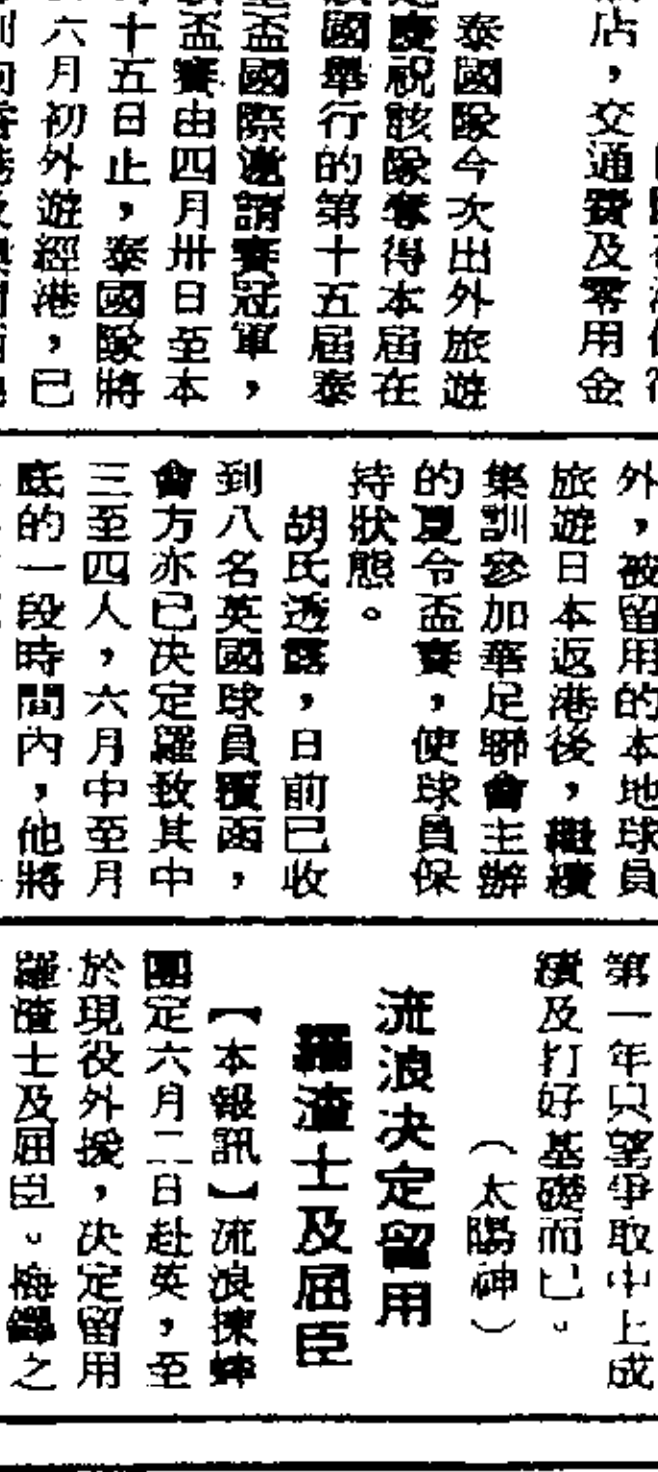 店，交通費及零用金
泰國隊今次出外旅遊
慶祝該隊奪得本屆在
國舉行的第十五屆泰
盃國際邀請賽冠軍，
盃賽由四月卅日至本
十五日止，泰國隊將
六月初外遊經港，已
外，被留用的本地球員
旅遊日本返港後，繼續
集訓參加華足聯會主辦
的夏令盃賽，使球員保
持狀態。
胡氏透露，日前已收
到八名英國球員覆函，
會方亦已決定羅致其中
三至四人，六月中至月
底的一段時間內，他將
第一年只望爭取中上成
績及打好基礎而已。
（太陽神）
流浪決定留用
羅渣士及屈臣
【本報訊】流浪揀蟀
團定六月二日赴英，至
於現役外援，決定留用
羅渣士及屈臣。梅鐸之